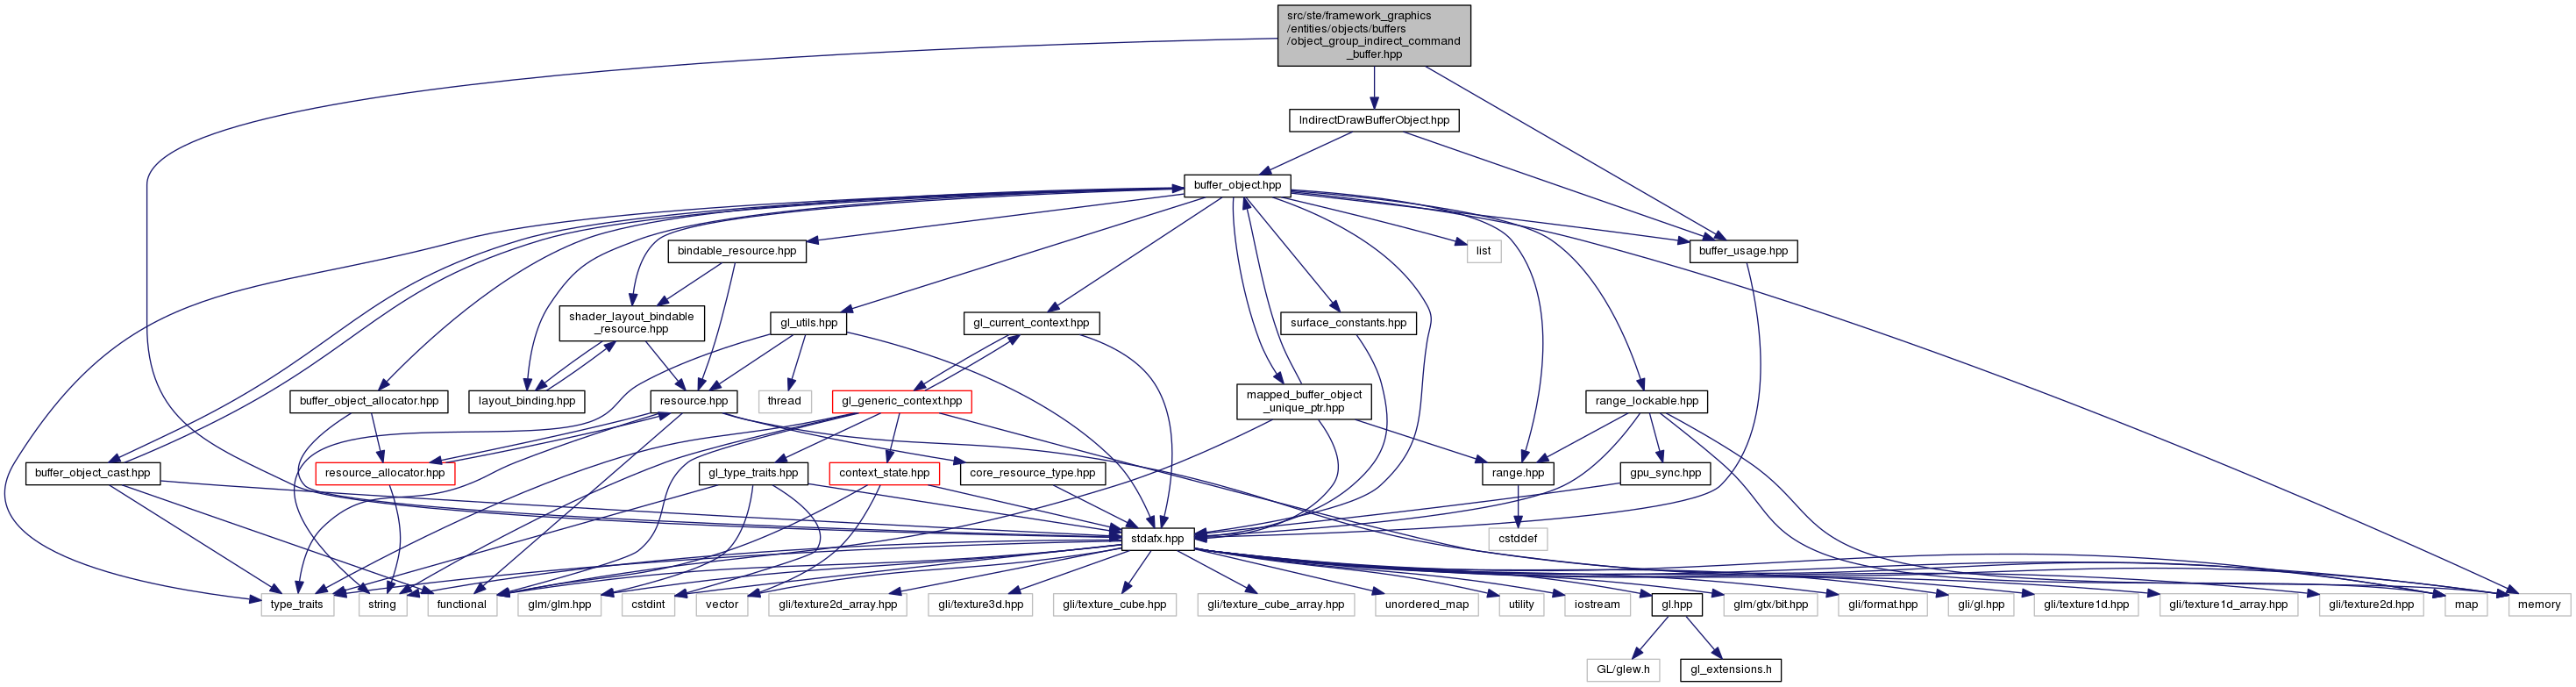 src/ste/framework_graphics
/entities/objects/buffers
/object_group_indirect_command
_buffer.hpp
IndirectDrawBufferObject.hpp
buffer_object.hpp
bindable_resource.hpp
list
buffer_usage.hpp
shader_layout_bindable
_resource.hpp
gl_utils.hpp
gl_current_context.hpp
surface_constants.hpp
buffer_object_allocator.hpp
layout_binding.hpp
resource.hpp
thread
gl_generic_context.hpp
mapped_buffer_object
_unique_ptr.hpp
range_lockable.hpp
buffer_object_cast.hpp
resource_allocator.hpp
gl_type_traits.hpp
context_state.hpp
core_resource_type.hpp
range.hpp
gpu_sync.hpp
stdafx.hpp
cstddef
type_traits
string
functional
glm/glm.hpp
cstdint
vector
gli/texture2d_array.hpp
gli/texture3d.hpp
gli/texture_cube.hpp
gli/texture_cube_array.hpp
unordered_map
utility
iostream
gl.hpp
glm/gtx/bit.hpp
gli/format.hpp
gli/gl.hpp
gli/texture1d.hpp
gli/texture1d_array.hpp
gli/texture2d.hpp
map
memory
GL/glew.h
gl_extensions.h